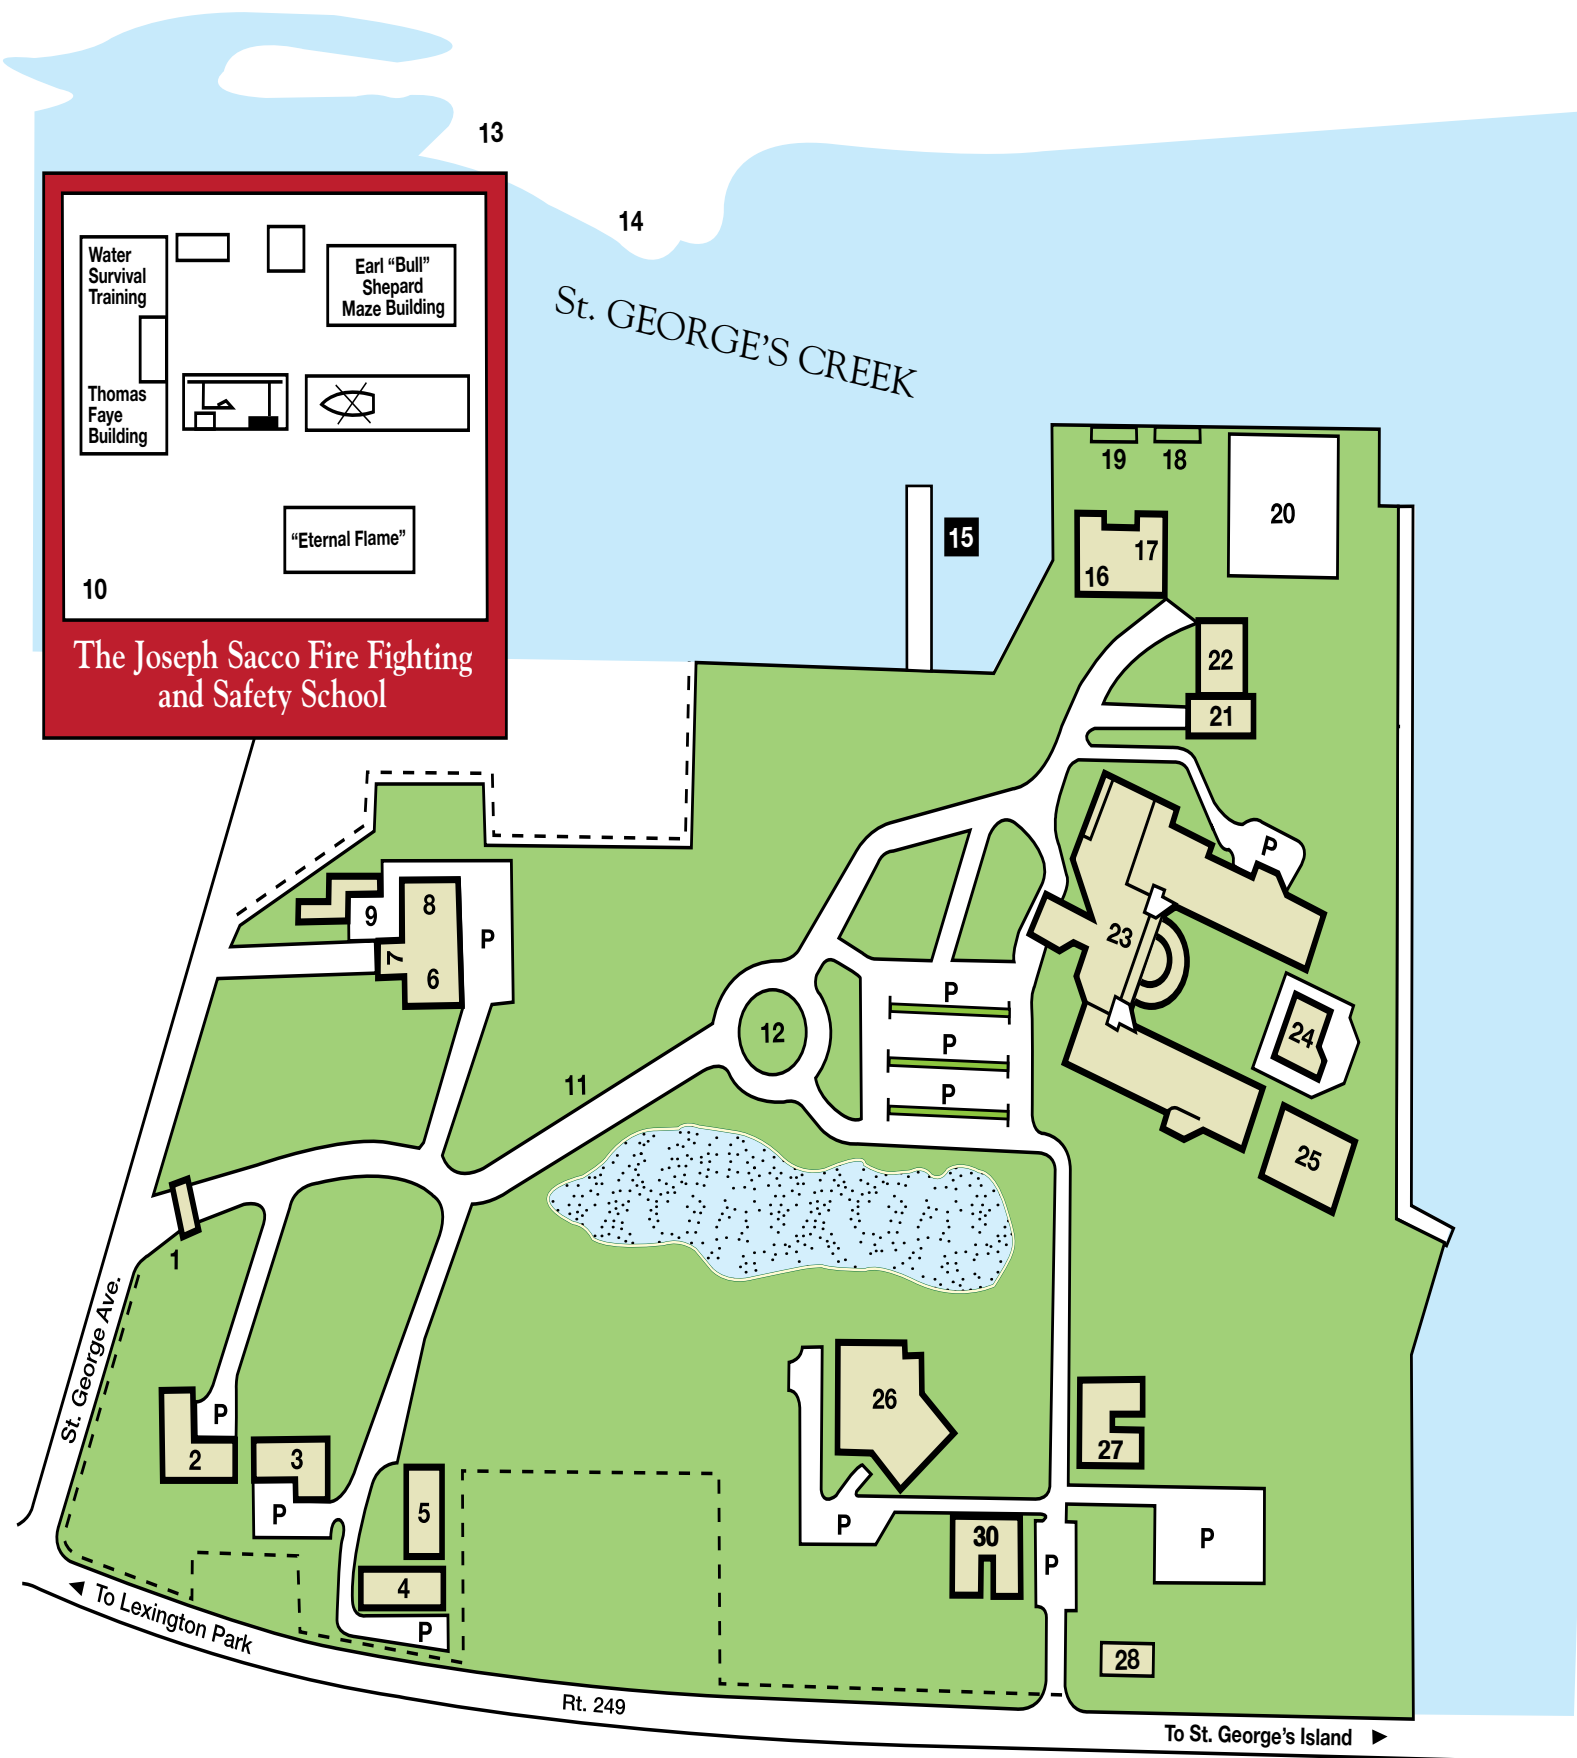 13
14
Water
Survival
Training
Earl “Bull”
Shepard
Maze Building
Thomas
Faye
Building
“Eternal Flame”
10
The Joseph Sacco Fire Fighting
and Safety School
St. GEORGE’S CREEK
15
19
18
20
17
16
22
21
P
8
9
P
7
6
23
P
24
12
P
P
11
25
1
St. George Ave.
26
P
27
2
3
P
5
P
30
P
P
4
28
P
To Lexington Park
Rt. 249
To St. George’s Island